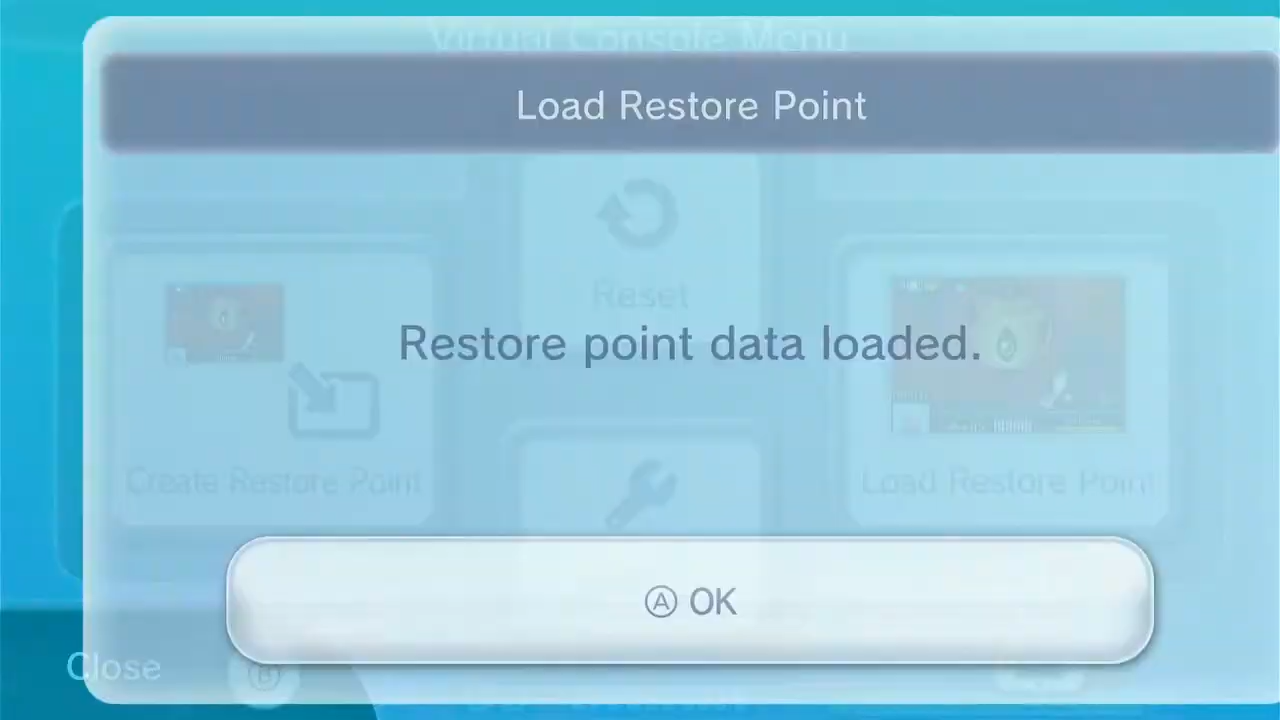 Virtual Console Menu
Load Restore Point
Reset
Restore point data loaded.
Create Restore Point
Load Restore Point
Ⓐ OK
Close
Ⓑ